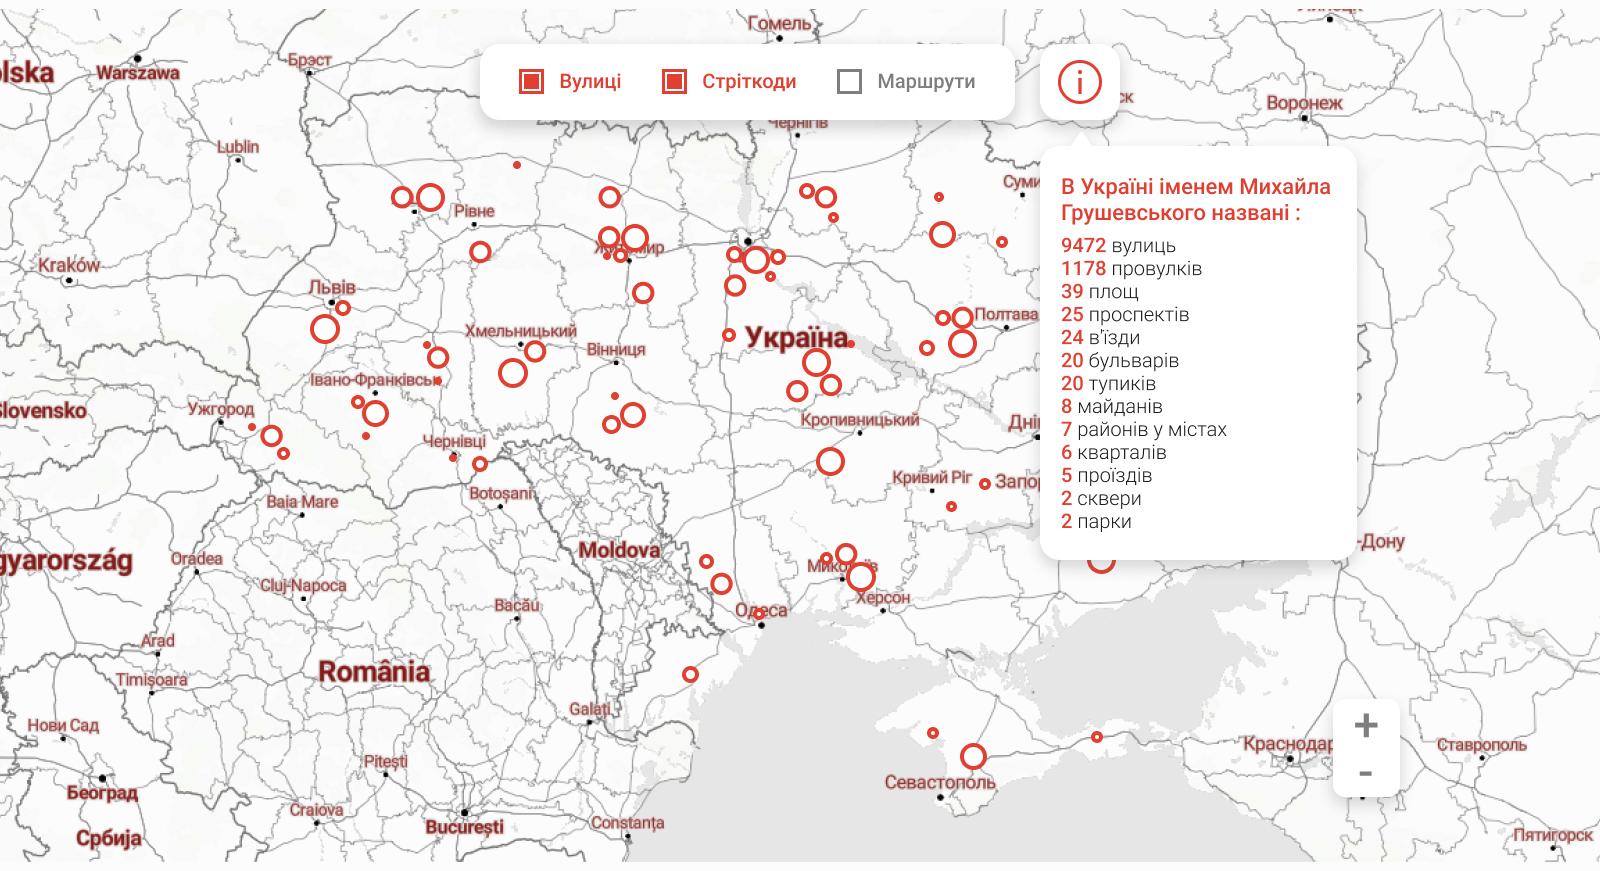 Гомель
olska
Warszawa
Брэст
Вулиці
Стріткоди
Маршрути
i
ск
Воронеж
Чернігів
Lublin
В Україні іменем Михайла
Грушевського названі :
9472 вулиць
1178 провулків
39 площ
25 проспектів
24 в'їзди
20 бульварів
20 тупиків
8 майданів
7 районів у містах
6 кварталів
5 проїздів
2 сквери
2 парки
Суми
Рівне
Житомир
Kraków
Львів
Полтава
Хмельницький
Україна
Вінниця
Івано-Франківськ
Ужгород
Slovensko
Кропивницький
Дні
Чернівці
Кривий Ріг
Запор
Botoșani
Baia Mare
-Дону
gyarország
Oradea
Moldova
Миколаїв
Cluj-Napoca
Херсон
Bacău
Одеса
Arad
România
Timișoara
Galați
Нови Сад
+
-
Краснодар
Ставрополь
Pitești
Севастополь
Београд
Craiova
București
Constanța
Србија
Пятигорск